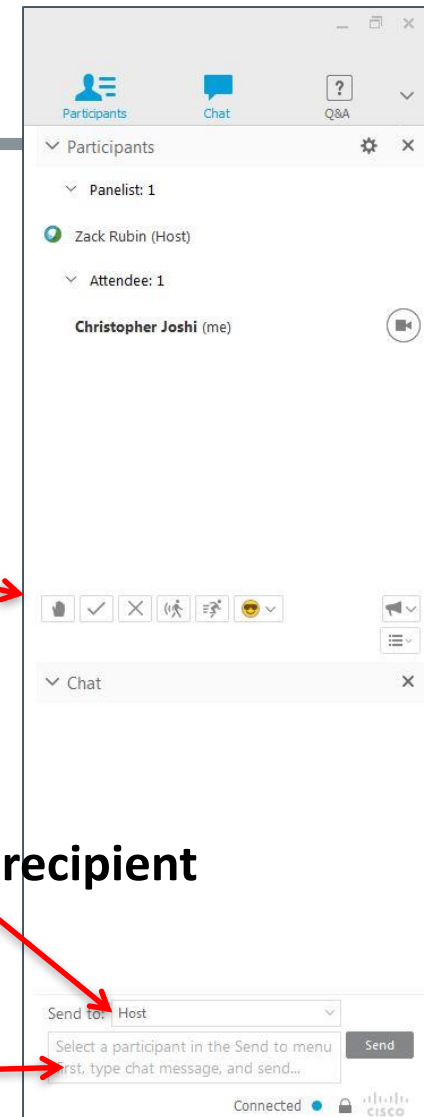 Participants Chat Q&A
?
Participants
Panelist: 1
Zack Rubin (Host)
Attendee: 1
Christopher Joshi (me)
Chat
recipient
Send to: Host
Select a participant in the Send to menu
first, type chat message, and send...
Send
Connected
CISCO